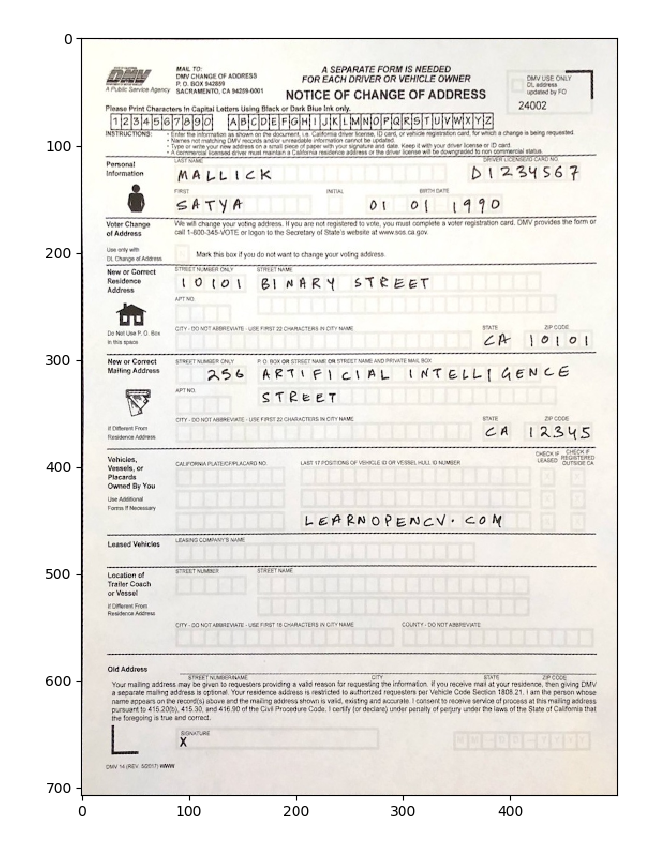 0
100
200
300
400
500
600
700
0
100
200
300
400
DMV
A Public Service Agency
MAIL TO:
DMV CHANGE OF ADDRESS
P. O. BOX 942859
SACRAMENTO, CA 94259-0001
A SEPARATE FORM IS NEEDED
FOR EACH DRIVER OR VEHICLE OWNER
NOTICE OF CHANGE OF ADDRESS
DMV USE ONLY
DL address
updated by FO
24002
Please Print Characters In Capital Letters Using Black or Dark Blue Ink only.
1 2 3 4 5 6 7 8 9 0 A B C D E F G H I J K L M N O P Q R S T U V W X Y Z
INSTRUCTIONS:
• Enter the information as shown on the document, i.e. California driver license, ID card, or vehicle registration card, for which a change is being requested.
• Names not matching DMV records and/or unreadable information cannot be updated.
• Type or write your new address on a small piece of paper with your signature and date. Keep it with your driver license or ID card.
• A commercial licensed driver must maintain a California residence address or the driver license will be downgraded to non commercial status.
Personal
Information
LAST NAME
DRIVER LICENSE/ID CARD NO.
MALLICK
D1234567
FIRST
INITIAL
BIRTH DATE
SATYA
01 01 1990
Voter Change
of Address
We will change your voting address. If you are not registered to vote, you must complete a voter registration card. DMV provides the form or
call 1-800-345-VOTE or logon to the Secretary of State's website at www.sos.ca.gov.
Use only with
DL Change of Address
Mark this box if you do not want to change your voting address.
New or Correct
Residence
Address
STREET NUMBER ONLY
STREET NAME
10101 BINARY STREET
APT NO.
Do Not Use P. O. Box
In this space
CITY - DO NOT ABBREVIATE - USE FIRST 22 CHARACTERS IN CITY NAME
STATE
ZIP CODE
CA 10101
New or Correct
Mailing Address
STREET NUMBER ONLY
P. O. BOX OR STREET NAME OR STREET NAME AND PRIVATE MAIL BOX
256 ARTIFICIAL INTELLIGENCE
APT NO.
STREET
If Different From
Residence Address
CITY - DO NOT ABBREVIATE - USE FIRST 22 CHARACTERS IN CITY NAME
STATE
ZIP CODE
CA 12345
Vehicles,
Vessels, or
Placards
Owned By You
Use Additional
Forms If Necessary
CALIFORNIA PLATE/CF/PLACARD NO.
LAST 17 POSITIONS OF VEHICLE ID OR VESSEL HULL ID NUMBER
CHECK IF
LEASED
CHECK IF
REGISTERED
OUTSIDE CA
LEARNOPENCV.COM
Leased Vehicles
LEASING COMPANY'S NAME
Location of
Trailer Coach
or Vessel
STREET NUMBER
STREET NAME
If Different From
Residence Address
CITY - DO NOT ABBREVIATE - USE FIRST 16 CHARACTERS IN CITY NAME
COUNTY - DO NOT ABBREVIATE
Old Address
STREET NUMBER/NAME
CITY
STATE
ZIP CODE
Your mailing address may be given to requesters providing a valid reason for requesting the information. If you receive mail at your residence, then giving DMV
a separate mailing address is optional. Your residence address is restricted to authorized requesters per Vehicle Code Section 1808.21. I am the person whose
name appears on the record(s) above and the mailing address shown is valid, existing and accurate. I consent to receive service of process at this mailing address
pursuant to 415.20(b), 415.30, and 416.90 of the Civil Procedure Code. I certify (or declare) under penalty of perjury under the laws of the State of California that
the foregoing is true and correct.
SIGNATURE
X
M M - D D - Y Y Y Y
DMV 14 (REV. 5/2017) WWW